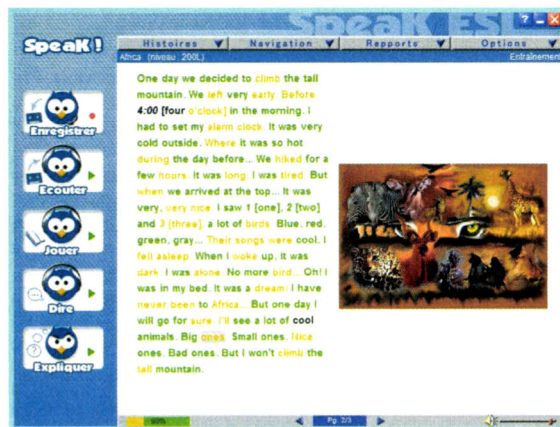 SpeaK ESL
SpeaK !
Histoires Navigation Rapports Options
Africa (niveau 200L) Entraînement
Enregistrer
Ecouter
Jouer
Dire
Expliquer
One day we decided to climb the tall
mountain. We left very early. Before
4:00 [four o'clock] in the morning. I
had to set my alarm clock. It was very
cold outside. Where it was so hot
during the day before... We hiked for a
few hours. It was long. I was tired. But
when we arrived at the top... It was
very, very nice. I saw 1 [one], 2 [two]
and 3 [three], a lot of birds. Blue, red,
green, gray... Their songs were cool. I
fell asleep. When I woke up. It was
dark. I was alone. No more bird... Oh! I
was in my bed. It was a dream. I have
never been to Africa... But one day I
will go for sure. I'll see a lot of cool
animals. Big ones. Small ones. Nice
ones. Bad ones. But I won't climb the
tall mountain.
Pg. 2/3